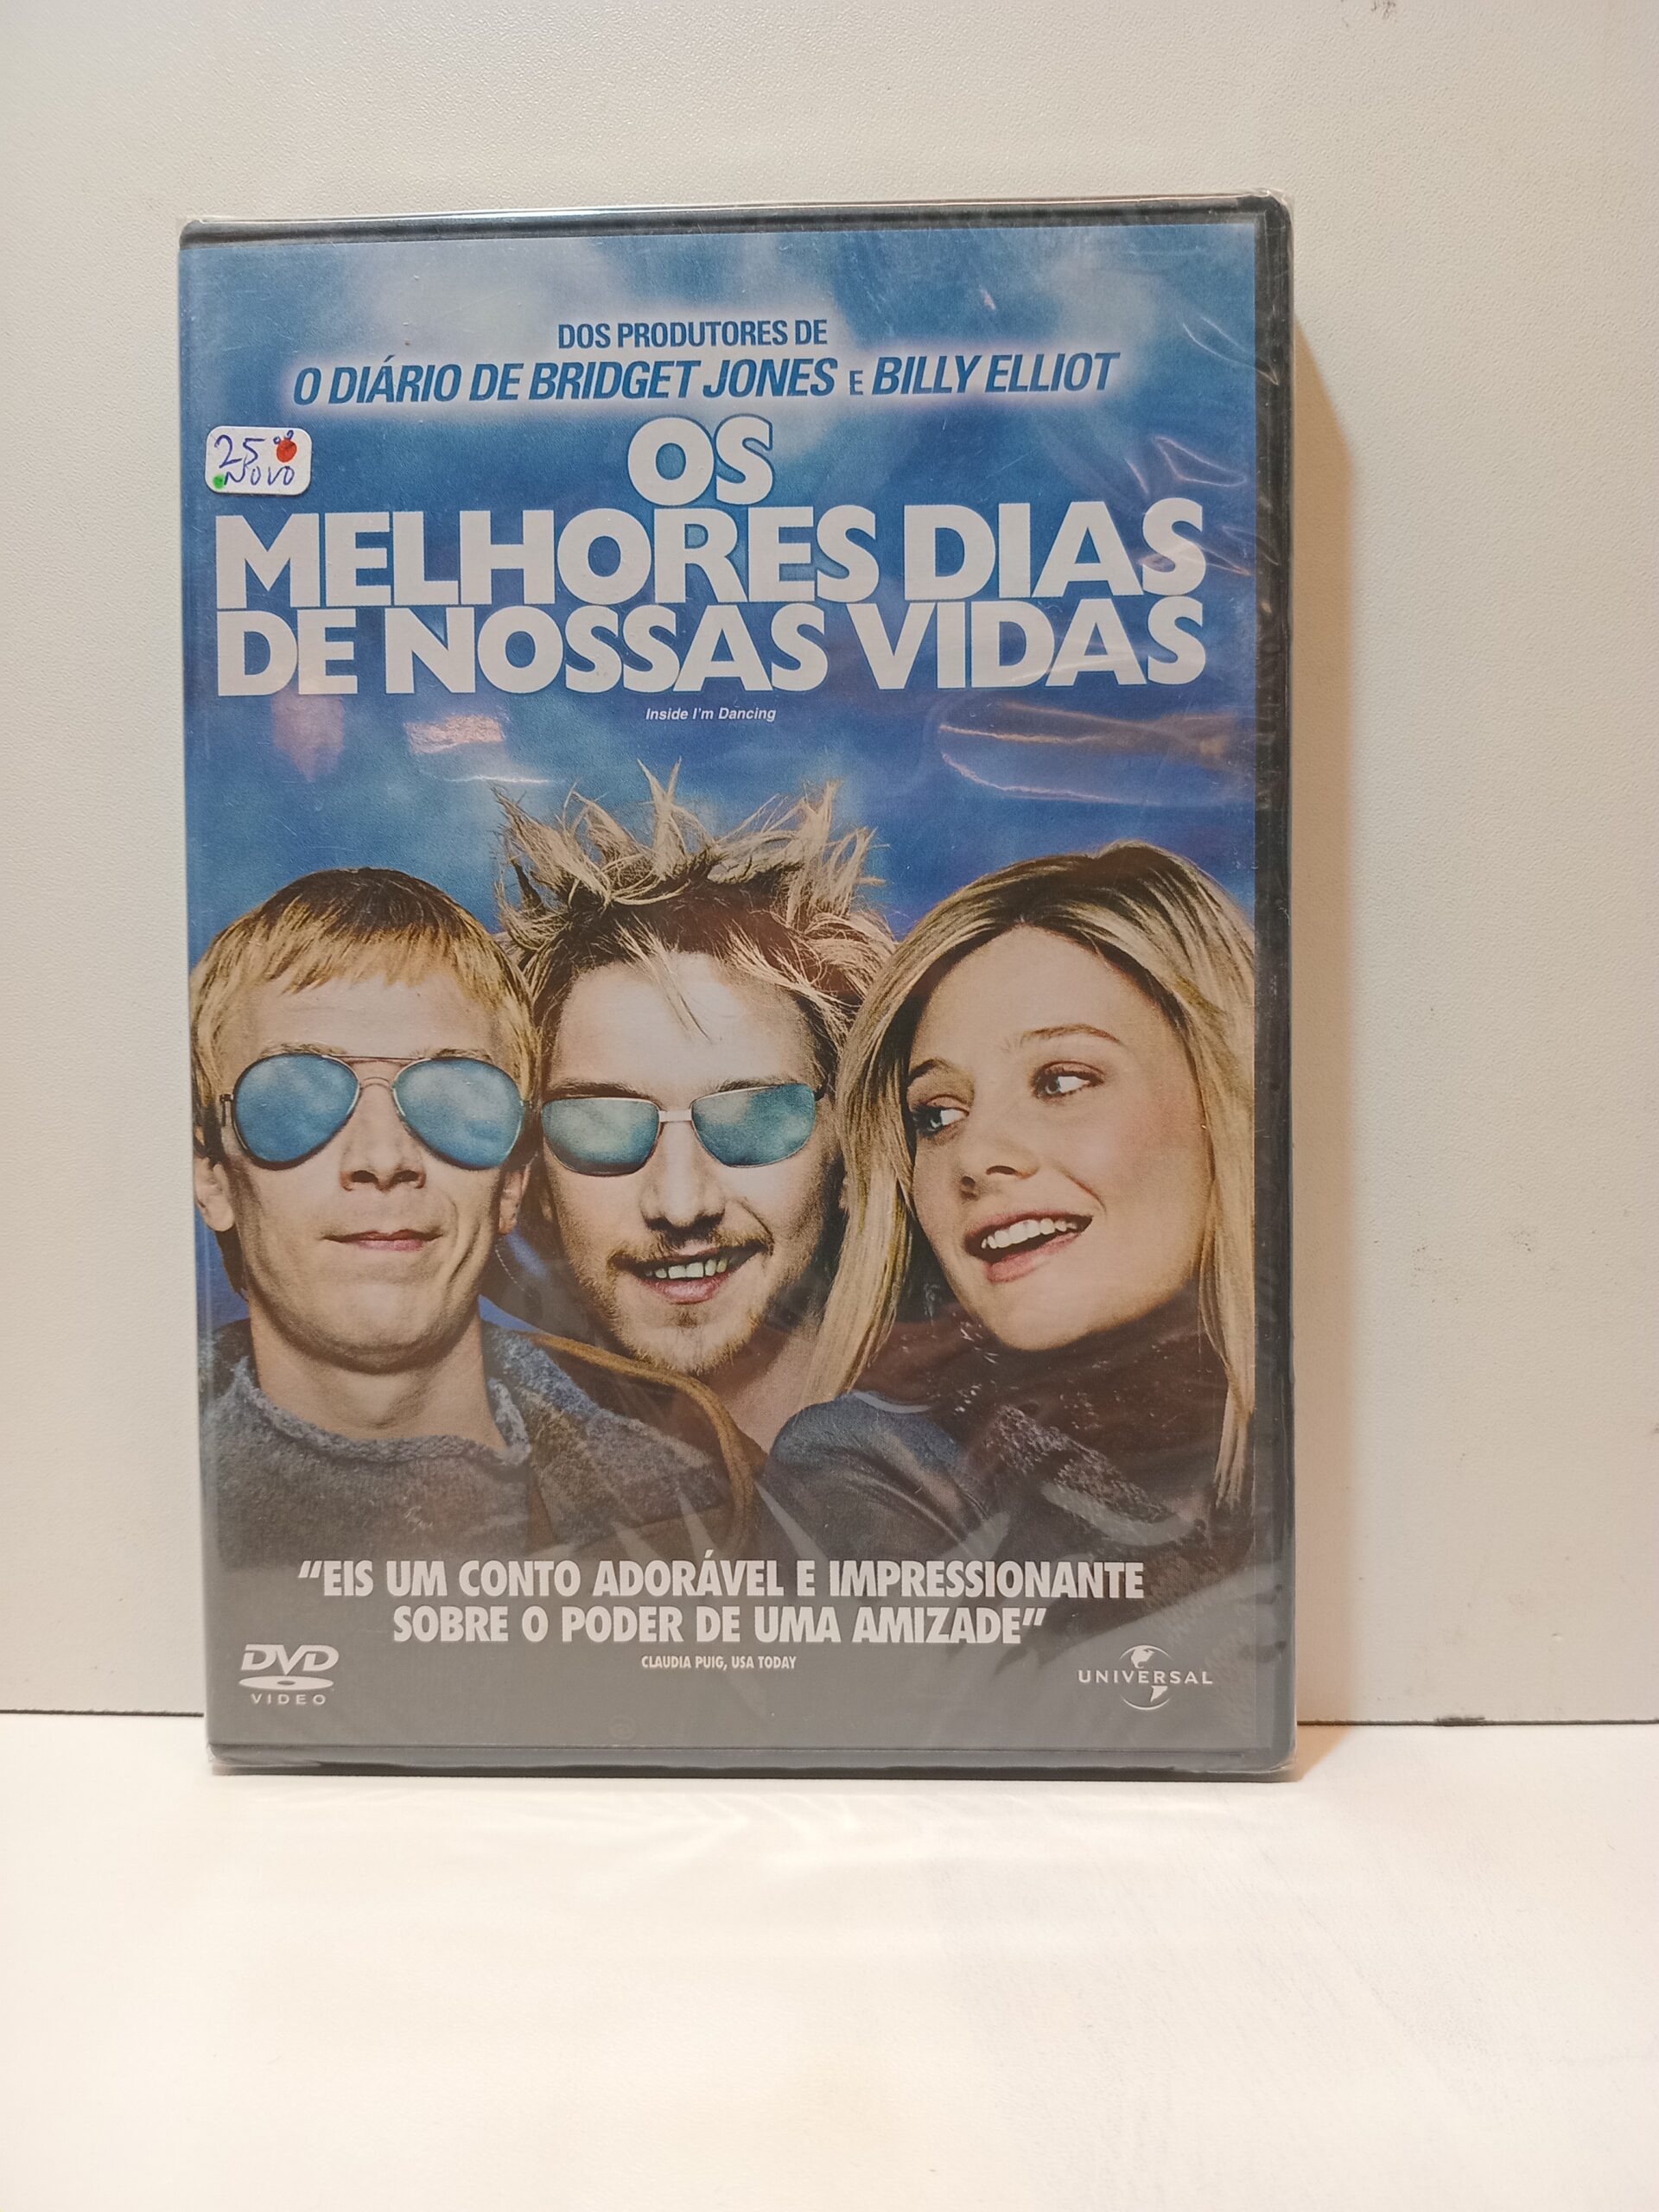 DOS PRODUTORES DE
O DIÁRIO DE BRIDGET JONES E BILLY ELLIOT
25,00
NOVO
OS
MELHORES DIAS
DE NOSSAS VIDAS
Inside I'm Dancing
"EIS UM CONTO ADORÁVEL E IMPRESSIONANTE
SOBRE O PODER DE UMA AMIZADE"
CLAUDIA PUIG, USA TODAY
DVD
VIDEO
UNIVERSAL